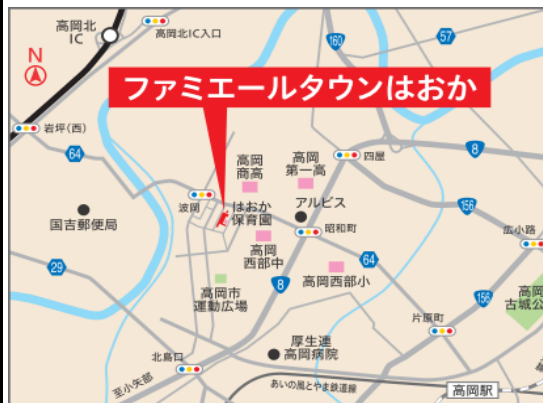 高岡北
IC
高岡北IC入口
N
160
57
ファミエールタウンはおか
岩坪(西)
64
高岡
商高
高岡
第一高
四屋
8
国吉郵便局
波岡
はおか
保育園
アルビス
昭和町
156
広小路
高岡
西部中
64
29
高岡市
運動広場
8
高岡西部小
156
高岡
古城公
片原町
北島口
厚生連
高岡病院
至小矢部
あいの風とやま鉄道線
高岡駅